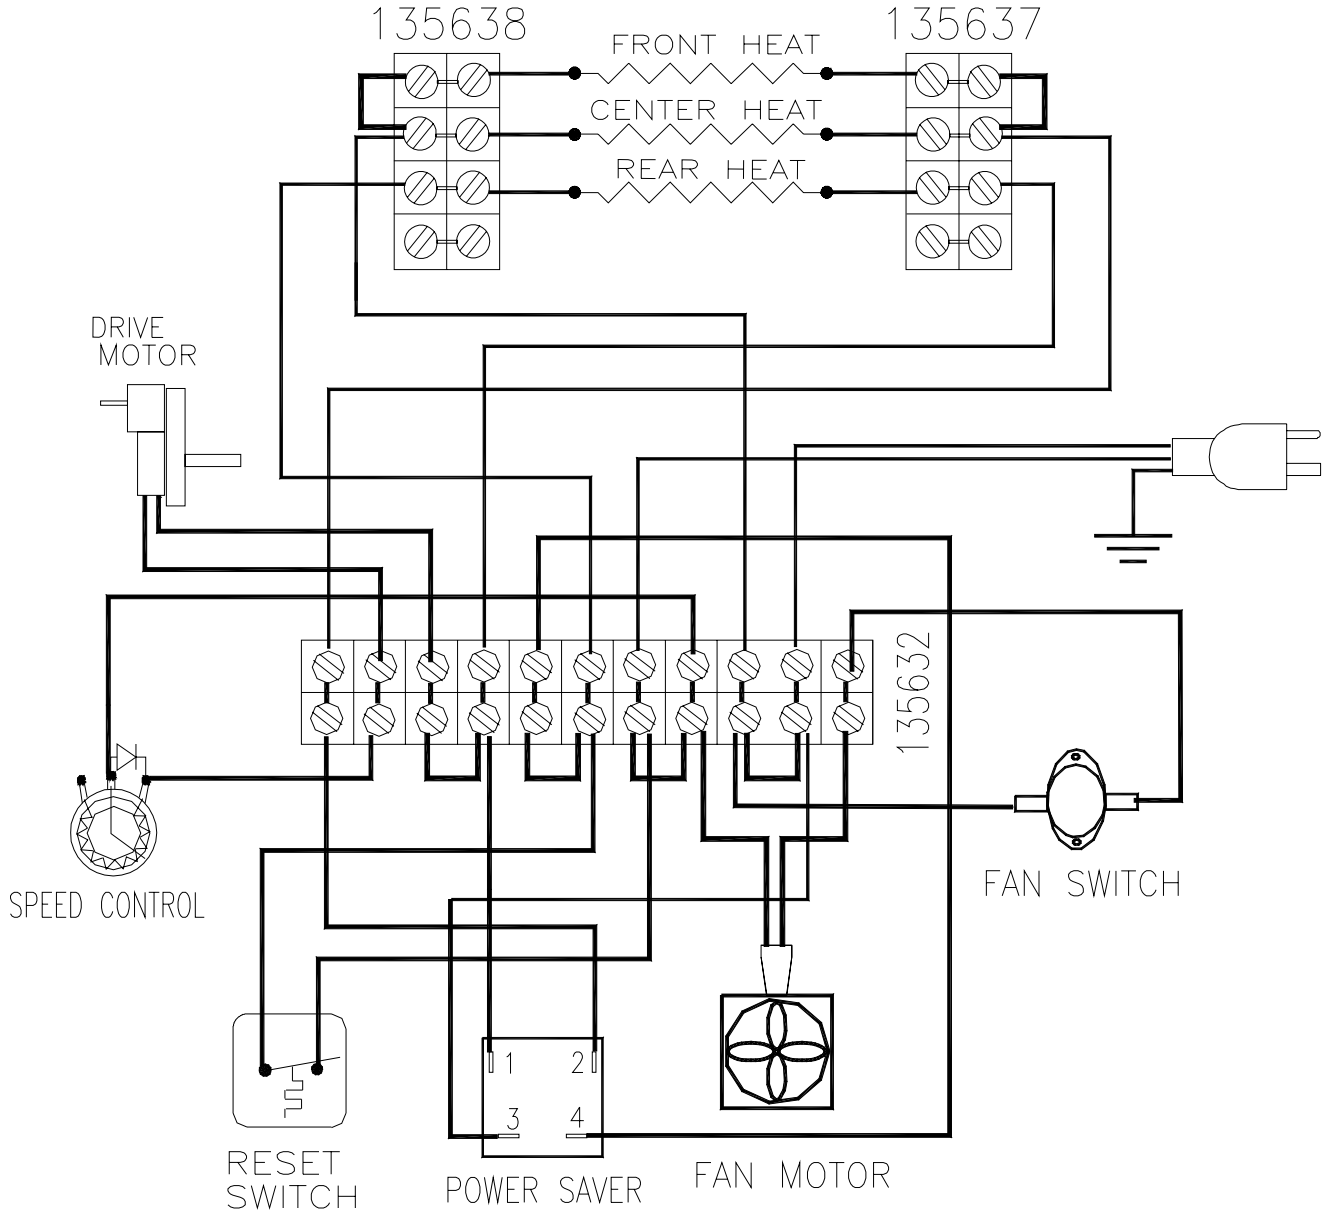 135638
135637
FRONT HEAT
CENTER HEAT
REAR HEAT
DRIVE
MOTOR
135632
FAN SWITCH
SPEED CONTROL
1
2
3
4
RESET
SWITCH
POWER SAVER
FAN MOTOR